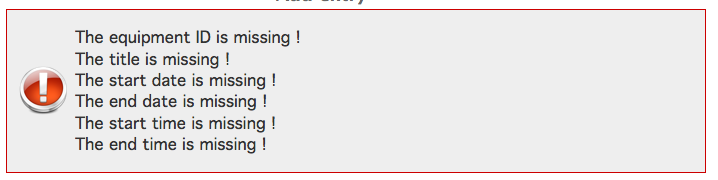 The equipment ID is missing !
The title is missing !
The start date is missing !
The end date is missing !
The start time is missing !
The end time is missing !